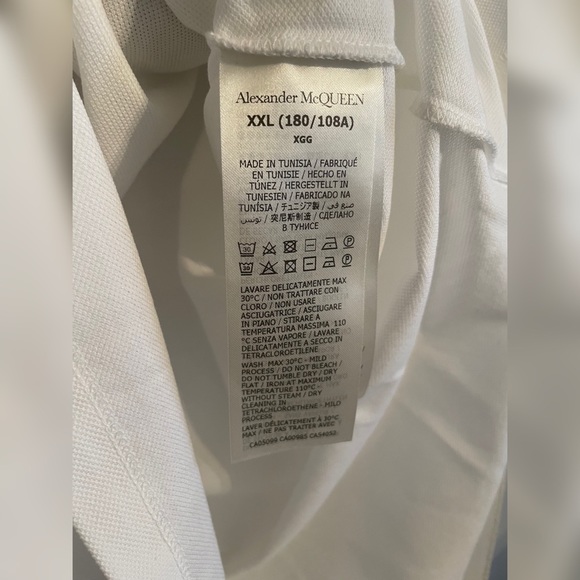 Alexander McQUEEN
XXL (180/108A)
XGG
MADE IN TUNISIA / FABRIQUÉ
EN TUNISIE / HECHO EN
TÚNEZ / HERGESTELLT IN
TUNESIEN / FABRICADO NA
TUNÍSIA / チュニジア製 / صنع في
تونس / 突尼斯制造 / СДЕЛАНО
В ТУНИСЕ
30 P
30 P
LAVARE DELICATAMENTE MAX
30°C / NON TRATTARE CON
CLORO / NON USARE
ASCIUGATRICE / ASCIUGARE
IN PIANO / STIRARE A
TEMPERATURA MASSIMA 110
°C SENZA VAPORE / LAVARE
DELICATAMENTE A SECCO IN
TETRACLOROETILENE
WASH MAX 30°C - MILD
PROCESS / DO NOT BLEACH /
DO NOT TUMBLE DRY / DRY
FLAT / IRON AT MAXIMUM
TEMPERATURE 110°C -
WITHOUT STEAM / DRY
CLEANING IN
TETRACHLOROETHENE - MILD
PROCESS
LAVER DÉLICATEMENT À 30°C
MAX / NE PAS TRAITER AVEC